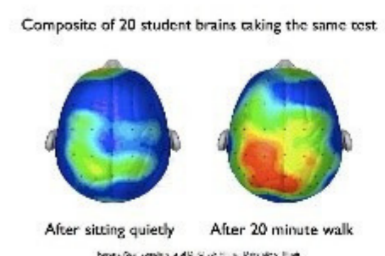 Composite of 20 student brains taking the same test
After sitting quietly
After 20 minute walk